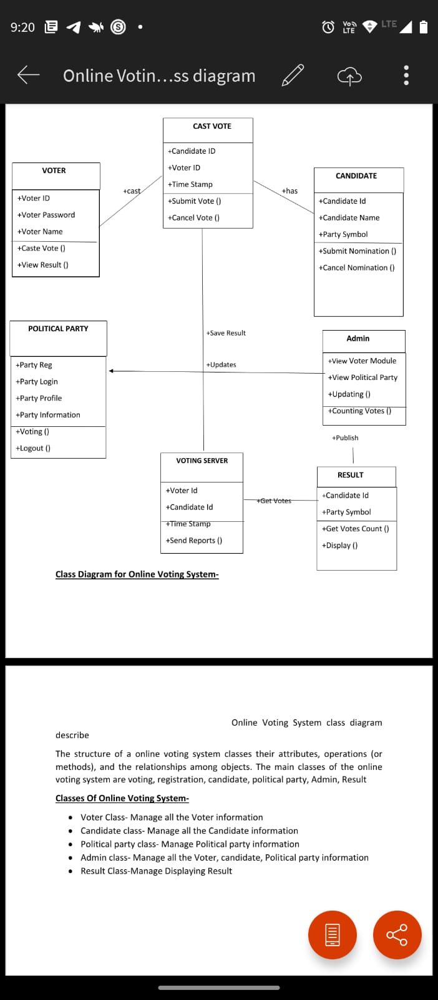 9:20
Vo
LTE
LTE
Online Votin...ss diagram
CAST VOTE
+Candidate ID
+Voter ID
+Time Stamp
+Submit Vote ()
+Cancel Vote ()
VOTER
+Voter ID
+Voter Password
+Voter Name
+Caste Vote ()
+View Result ()
+cast
+has
CANDIDATE
+Candidate Id
+Candidate Name
+Party Symbol
+Submit Nomination ()
+Cancel Nomination ()
POLITICAL PARTY
+Party Reg
+Party Login
+Party Profile
+Party Information
+Voting ()
+Logout ()
+Save Result
+Updates
Admin
+View Voter Module
+View Political Party
+Updating ()
+Counting Votes ()
+Publish
VOTING SERVER
+Voter Id
+Candidate Id
+Time Stamp
+Send Reports ()
+Get Votes
RESULT
+Candidate Id
+Party Symbol
+Get Votes Count ()
+Display ()
Class Diagram for Online Voting System-
Online Voting System class diagram
describe
The structure of a online voting system classes their attributes, operations (or
methods), and the relationships among objects. The main classes of the online
voting system are voting, registration, candidate, political party, Admin, Result
Classes Of Online Voting System-
• Voter Class- Manage all the Voter information
• Candidate class- Manage all the Candidate information
• Political party class- Manage Political party information
• Admin class- Manage all the Voter, candidate, Political party information
• Result Class-Manage Displaying Result